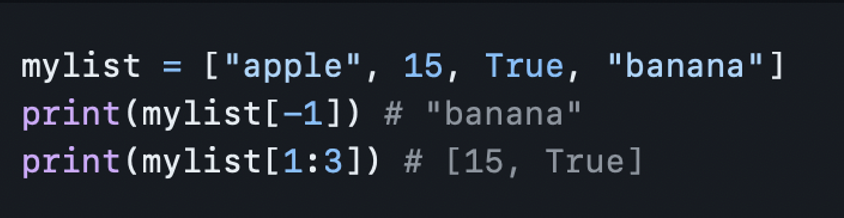 mylist = ["apple", 15, True, "banana"]
print(mylist[-1]) # "banana"
print(mylist[1:3]) # [15, True]